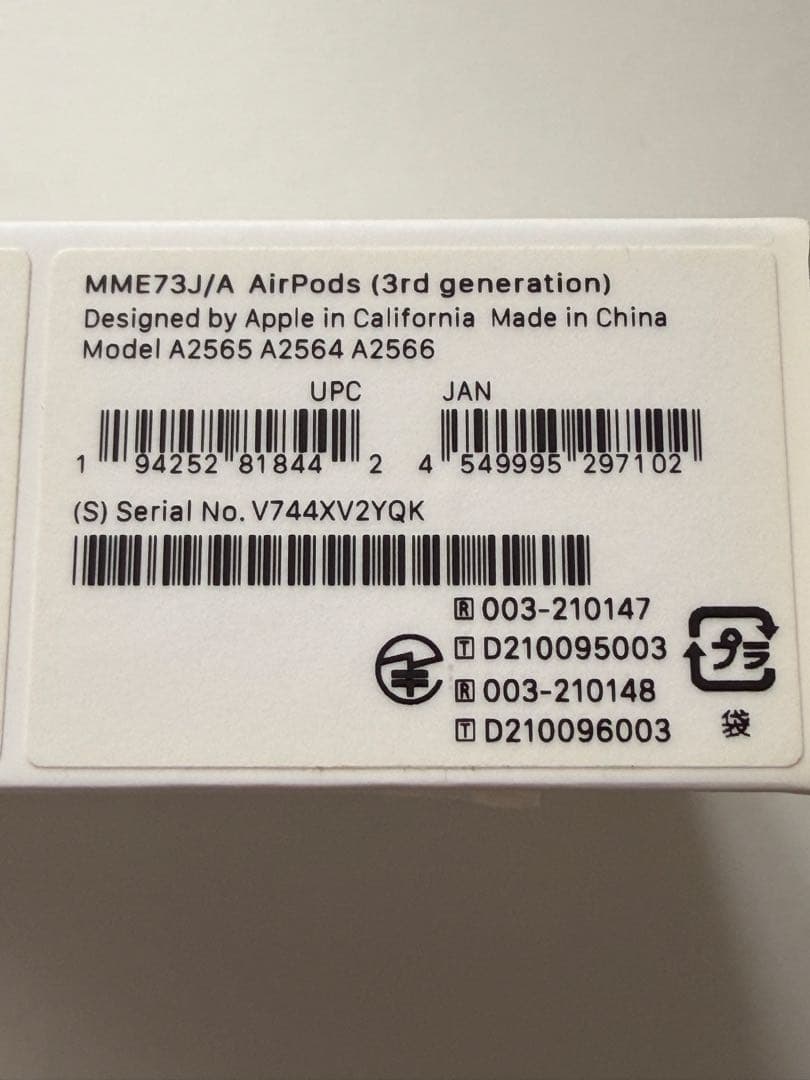 MME73J/A AirPods (3rd generation)
Designed by Apple in California Made in China
Model A2565 A2564 A2566
UPC JAN
1 94252 81844 2 4 549995 297102
(S) Serial No. V744XV2YQK
R 003-210147
T D210095003
R 003-210148
T D210096003
プラ
袋